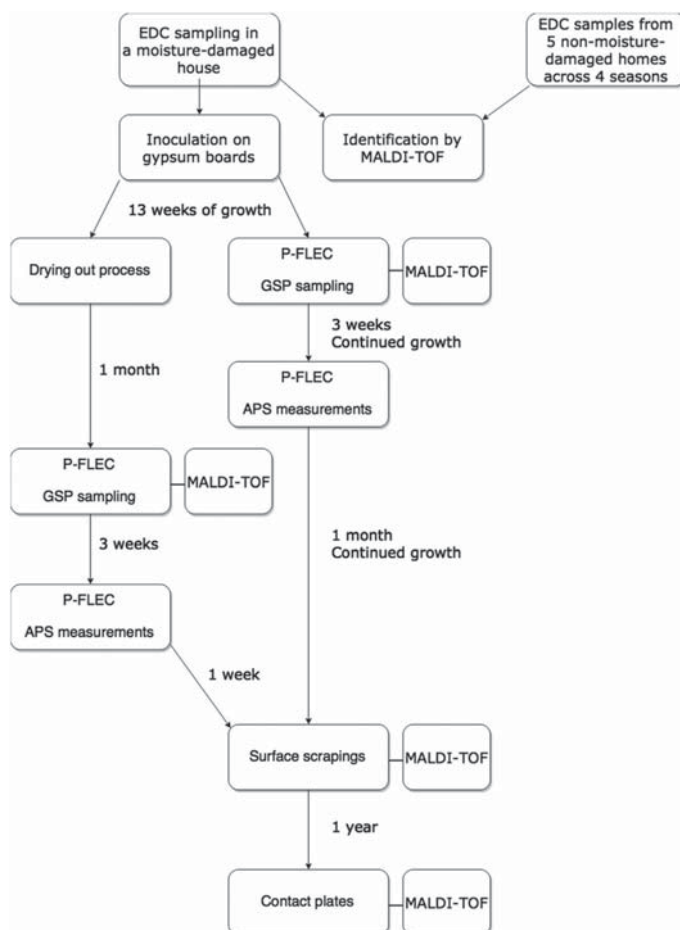 EDC sampling in
a moisture-damaged
house
EDC samples from
5 non-moisture-
damaged homes
across 4 seasons
Inoculation on
gypsum boards
Identification by
MALDI-TOF
13 weeks of growth
Drying out process
P-FLEC
GSP sampling
MALDI-TOF
3 weeks
Continued growth
1 month
P-FLEC
APS measurements
P-FLEC
GSP sampling
MALDI-TOF
1 month
Continued growth
3 weeks
P-FLEC
APS measurements
1 week
Surface scrapings
MALDI-TOF
1 year
Contact plates
MALDI-TOF